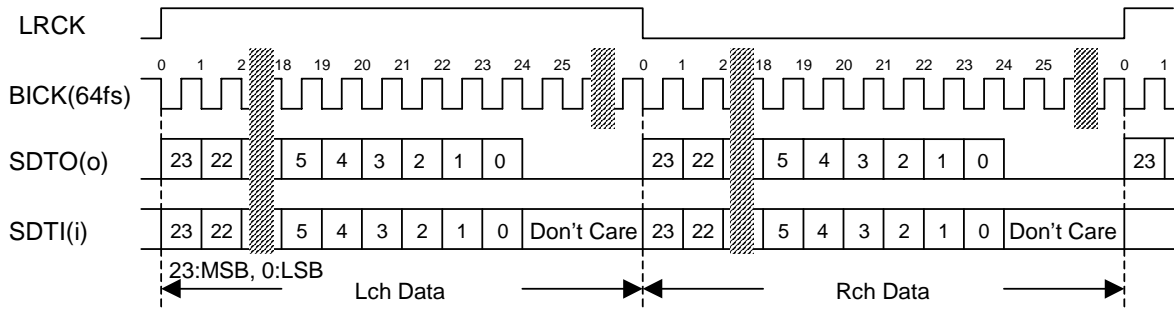 LRCK
0 1 2 18 19 20 21 22 23 24 25 0 1 2 18 19 20 21 22 23 24 25 0 1
BICK(64fs)
SDTO(o) 23 22 5 4 3 2 1 0 23 22 5 4 3 2 1 0 23
SDTI(i) 23 22 5 4 3 2 1 0 Don't Care 23 22 5 4 3 2 1 0 Don't Care
23:MSB, 0:LSB
Lch Data Rch Data